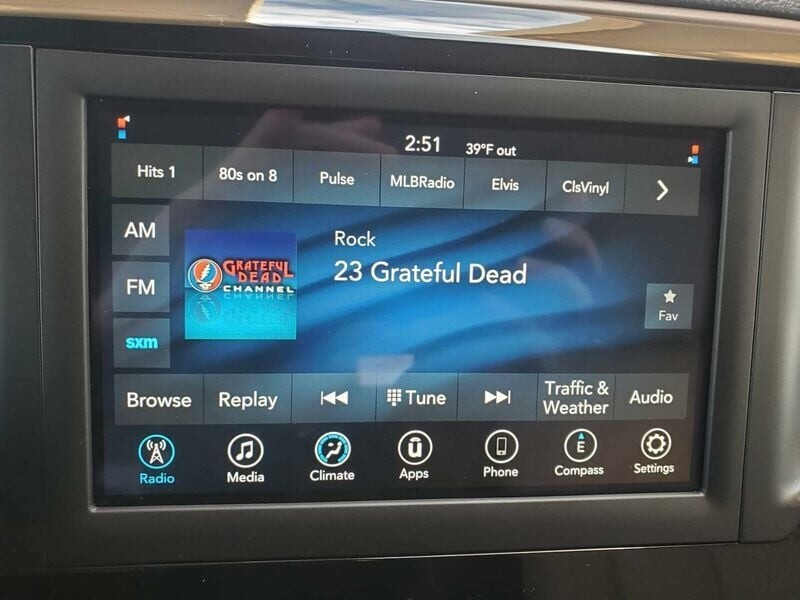 2:51 39°F out
Hits 1 80s on 8 Pulse MLBRadio Elvis ClsVinyl
AM
FM
sxm
GRATEFUL
DEAD
CHANNEL
Rock
23 Grateful Dead
Fav
Browse Replay Tune Traffic &
Weather Audio
Radio Media Climate u Apps Phone E Compass Settings